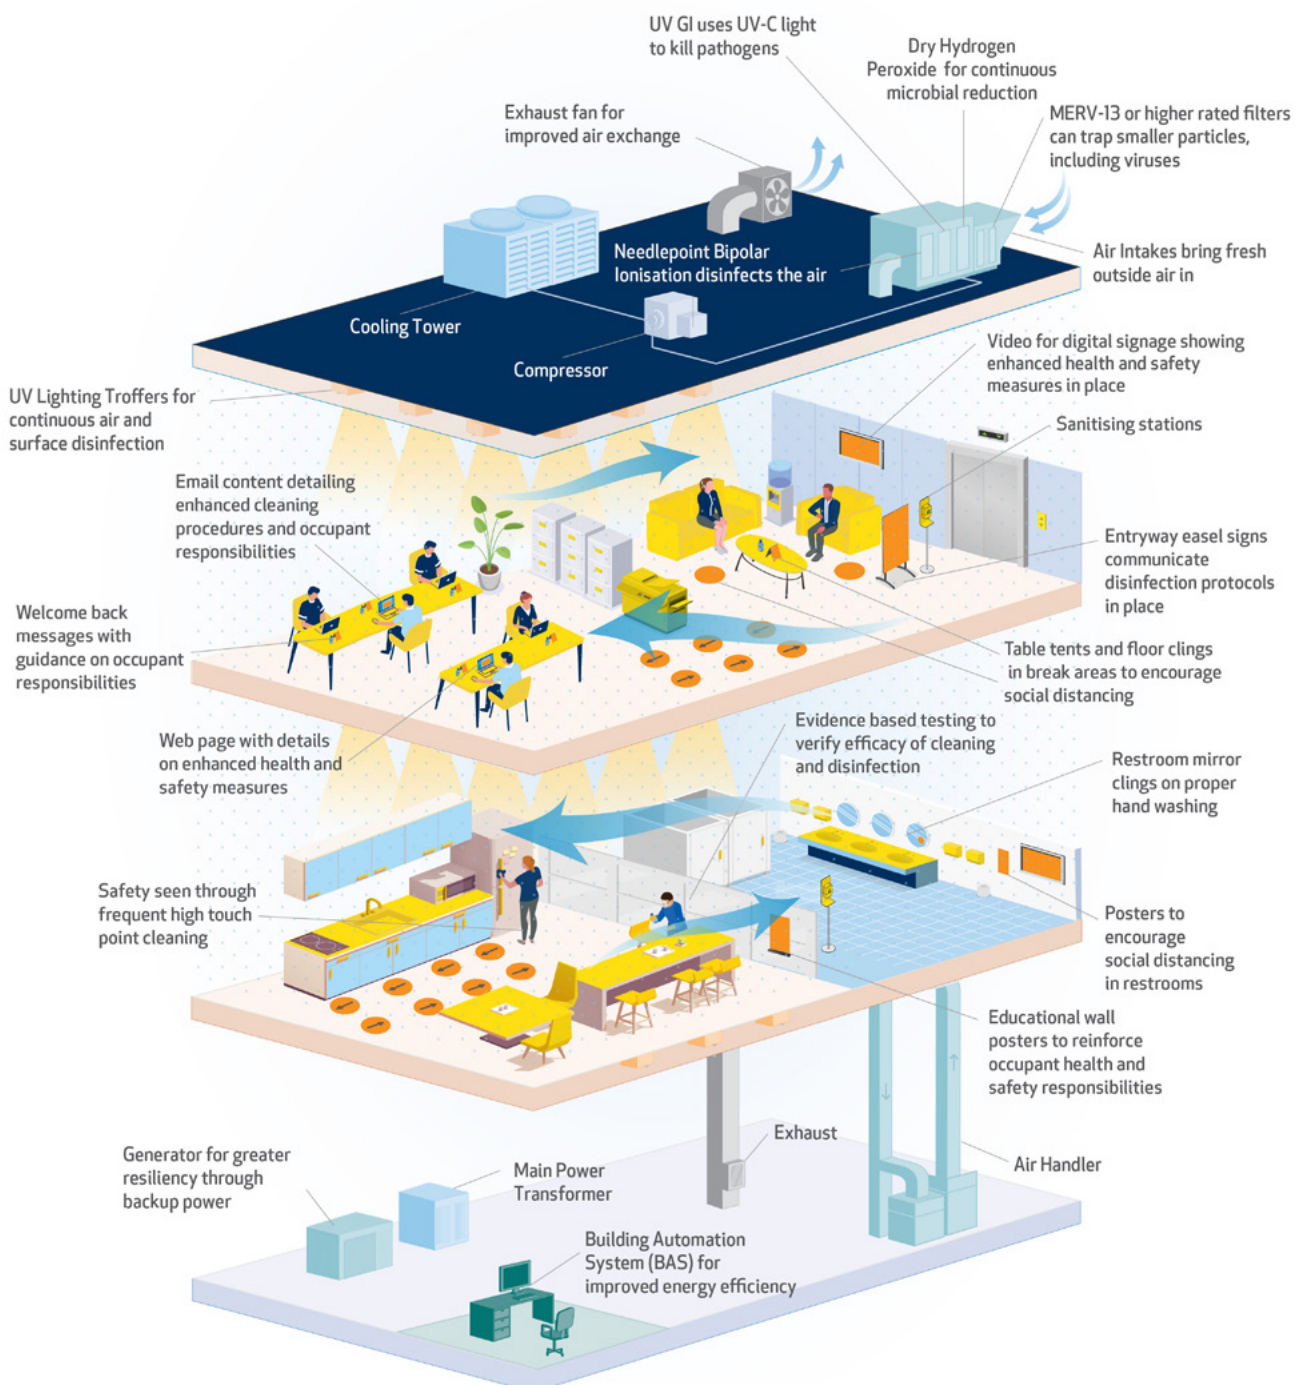 UV GI uses UV-C light
to kill pathogens
Dry Hydrogen
Peroxide for continuous
microbial reduction
Exhaust fan for
improved air exchange
MERV-13 or higher rated filters
can trap smaller particles,
including viruses
Needlepoint Bipolar
Ionisation disinfects the air
Air Intakes bring fresh
outside air in
Cooling Tower
Compressor
Video for digital signage showing
enhanced health and safety
measures in place
UV Lighting Troffers for
continuous air and
surface disinfection
Sanitising stations
Email content detailing
enhanced cleaning
procedures and occupant
responsibilities
Entryway easel signs
communicate
disinfection protocols
in place
Welcome back
messages with
guidance on occupant
responsibilities
Table tents and floor clings
in break areas to encourage
social distancing
Web page with details
on enhanced health and
safety measures
Evidence based testing to
verify efficacy of cleaning
and disinfection
Restroom mirror
clings on proper
hand washing
Safety seen through
frequent high touch
point cleaning
Posters to
encourage
social distancing
in restrooms
Educational wall
posters to reinforce
occupant health and
safety responsibilities
Exhaust
Air Handler
Generator for greater
resiliency through
backup power
Main Power
Transformer
Building Automation
System (BAS) for
improved energy efficiency